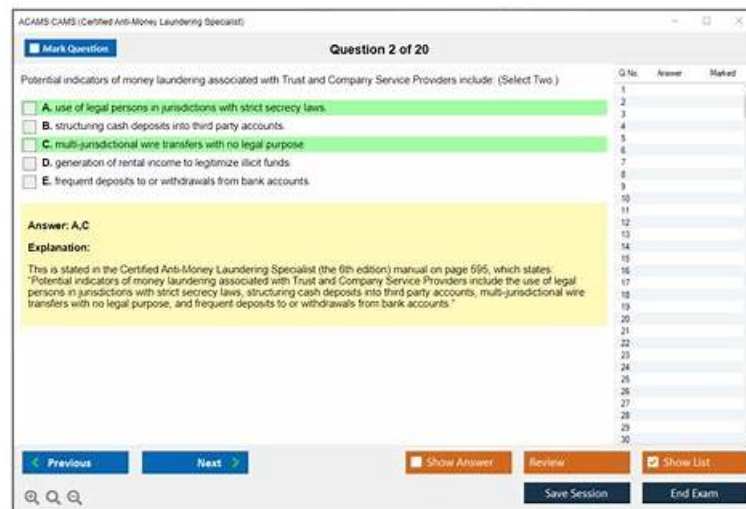 ACAMS CAMS (Certified Anti-Money Laundering Specialist)
Mark Question
Question 2 of 20
Potential indicators of money laundering associated with Trust and Company Service Providers include: (Select Two.)
A. use of legal persons in jurisdictions with strict secrecy laws.
B. structuring cash deposits into third party accounts.
C. multi-jurisdictional wire transfers with no legal purpose
D. generation of rental income to legitimize illicit funds.
E. frequent deposits to or withdrawals from bank accounts.
Answer: A,C
Explanation:
This is stated in the Certified Anti-Money Laundering Specialist (the 6th edition) manual on page 595, which states:
"Potential indicators of money laundering associated with Trust and Company Service Providers include the use of legal
persons in jurisdictions with strict secrecy laws, structuring cash deposits into third party accounts, multi-jurisdictional wire
transfers with no legal purpose, and frequent deposits to or withdrawals from bank accounts."
Q.No. Answer Marked
1
2
3
4
5
6
7
8
9
10
11
12
13
14
15
16
17
18
19
20
21
22
23
24
25
26
27
28
29
30
Previous
Next
Show Answer
Review
Show List
Save Session
End Exam